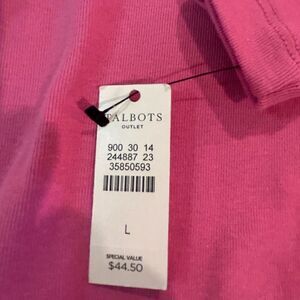 TALBOTS
OUTLET
900 30 14
244887 23
35850593
L
SPECIAL VALUE
$44.50